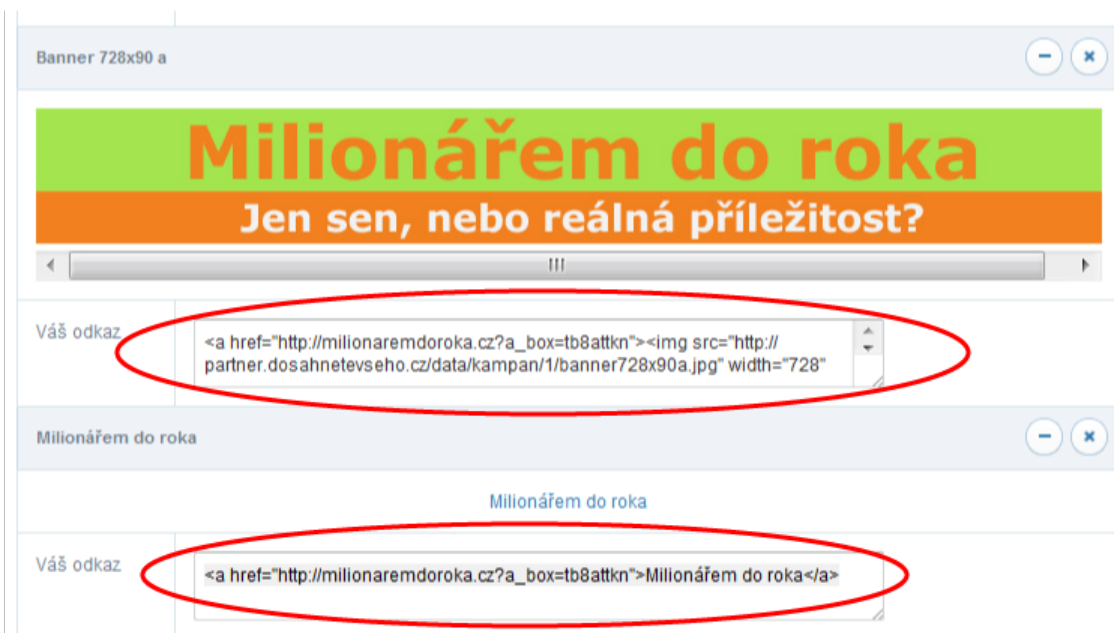 Banner 728x90 a
Milionářem do roka
Jen sen, nebo reálná příležitost?
Váš odkaz
<a href="http://milionaremdoroka.cz?a_box=tb8attkn"><img src="http://
partner.dosahnetevseho.cz/data/kampan/1/banner728x90a.jpg" width="728"
Milionářem do roka
Milionářem do roka
Váš odkaz
<a href="http://milionaremdoroka.cz?a_box=tb8attkn">Milionářem do roka</a>